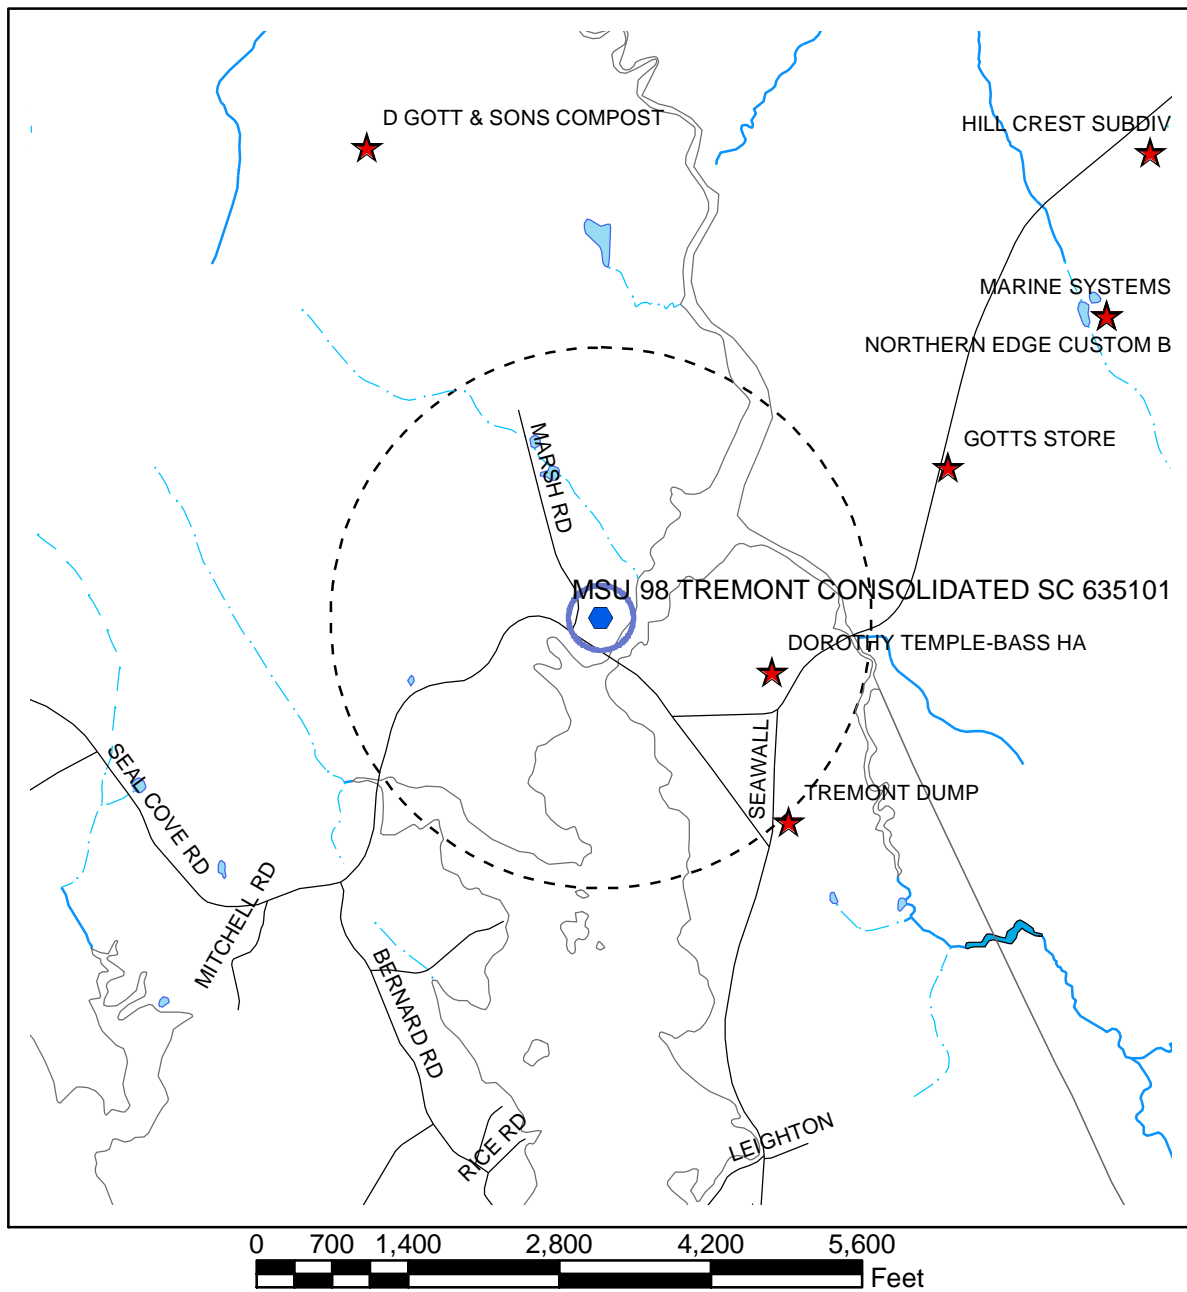 D GOTT & SONS COMPOST
HILL CREST SUBDIV
MARINE SYSTEMS
NORTHERN EDGE CUSTOM B
GOTTS STORE
MARSH RD
MSU 98 TREMONT CONSOLIDATED SC 635101
DOROTHY TEMPLE-BASS HA
SEAWALL
TREMONT DUMP
SEAL COVE RD
MITCHELL RD
BERNARD RD
RICE RD
LEIGHTON
0 700 1,400 2,800 4,200 5,600
Feet